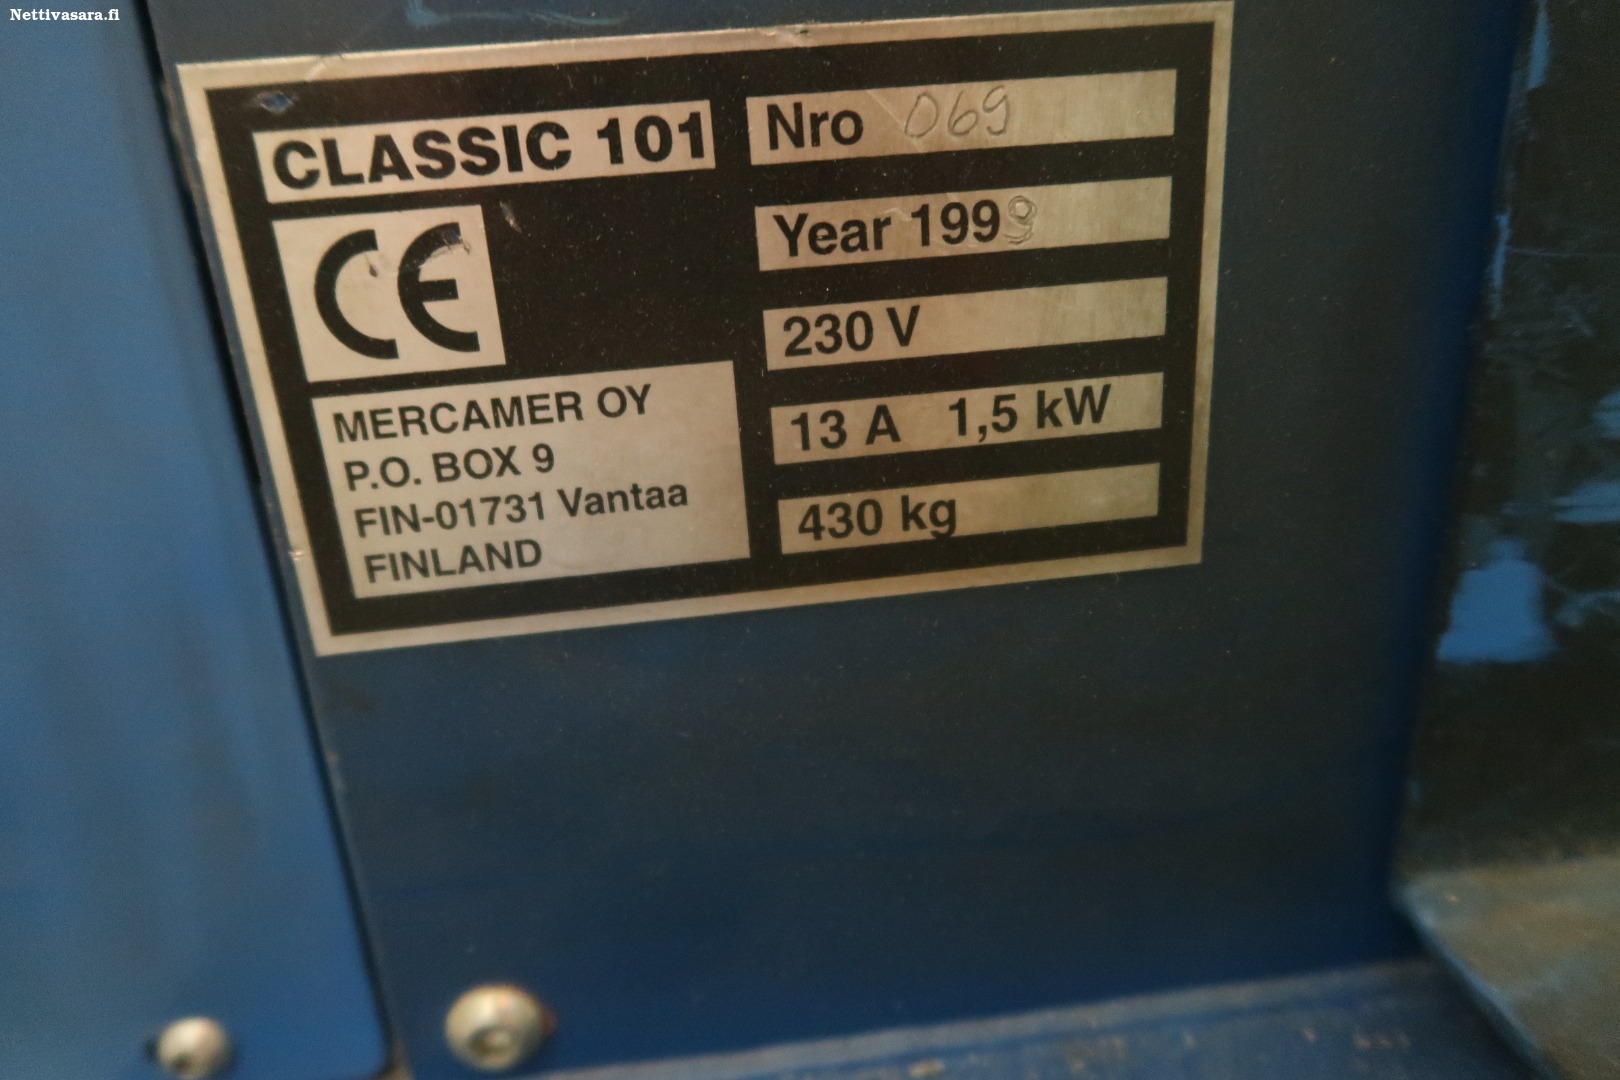 Nettivasara.fi
CLASSIC 101
CE
MERCAMER OY
P.O. BOX 9
FIN-01731 Vantaa
FINLAND
Nro 069
Year 1999
230 V
13 A 1,5 kW
430 kg